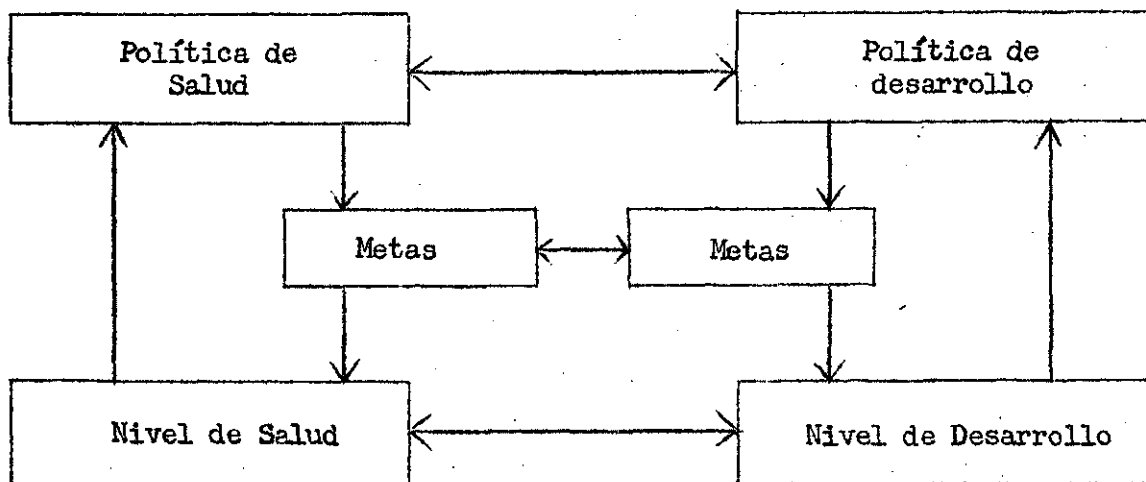 Política de
Salud
Política de
desarrollo
Metas
Metas
Nivel de Salud
Nivel de Desarrollo